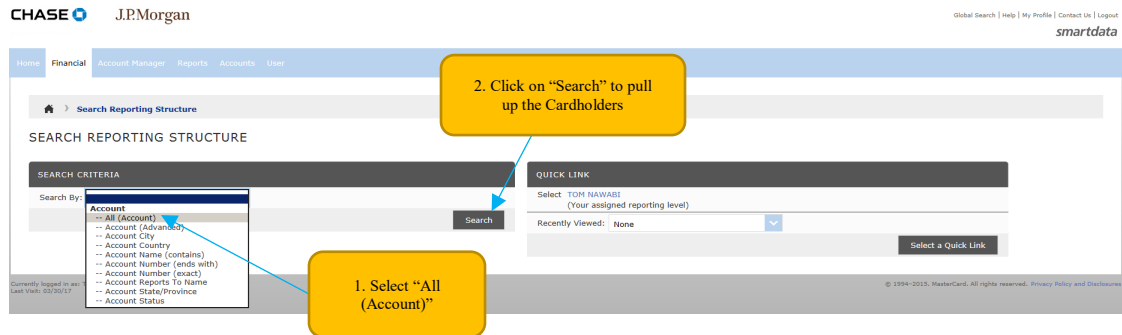 CHASE J.P.Morgan
Global Search | Help | My Profile | Contact Us | Logout
smartdata
Home Financial Account Manager Reports Accounts User
2. Click on “Search” to pull
up the Cardholders
Search Reporting Structure
SEARCH REPORTING STRUCTURE
SEARCH CRITERIA
QUICK LINK
Search By:
Account
-- All (Account)
-- Account (Advanced)
-- Account City
-- Account Country
-- Account Name (contains)
-- Account Number (ends with)
-- Account Number (exact)
-- Account Reports To Name
-- Account State/Province
-- Account Status
Search
Select TOM NAWABI
(Your assigned reporting level)
Recently Viewed: None
Select a Quick Link
1. Select “All
(Account)”
Currently logged in as:
Last Visit: 03/30/17
© 1994-2015. MasterCard. All rights reserved. Privacy Policy and Disclosures